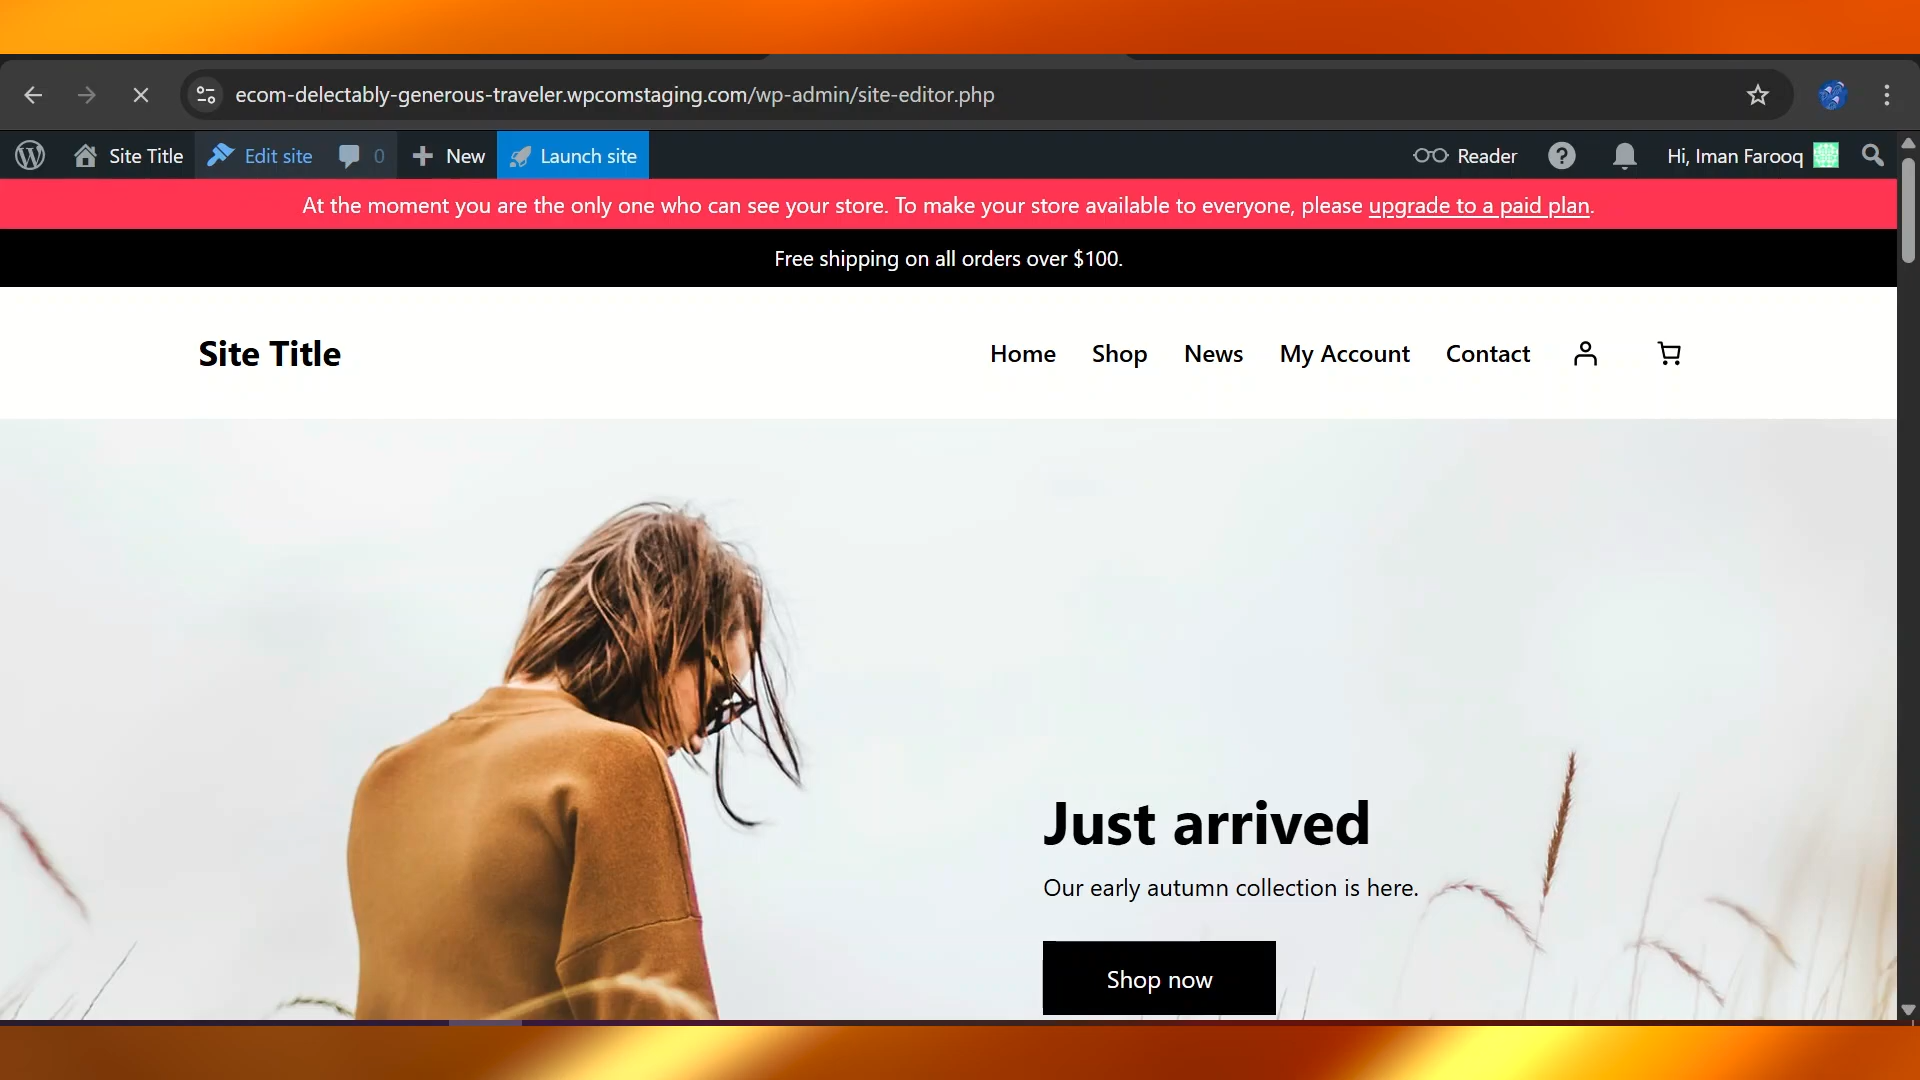 ecom-delectably-generous-traveler.wpcomstaging.com/wp-admin/site-editor.php
Site Title Edit site 0 New Launch site Reader Hi, Iman Farooq
At the moment you are the only one who can see your store. To make your store available to everyone, please upgrade to a paid plan.
Free shipping on all orders over $100.
Site Title Home Shop News My Account Contact
Just arrived
Our early autumn collection is here.
Shop now